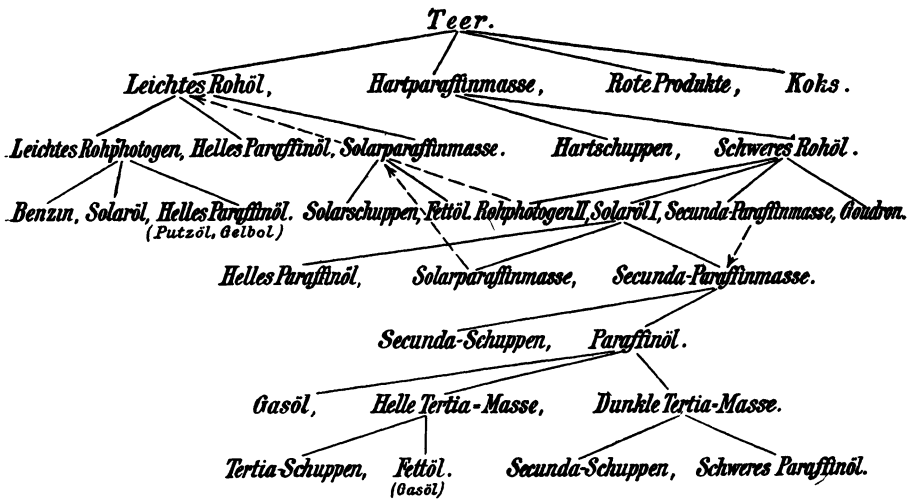 Teer.
Leichtes Rohöl, Hartparaffinmasse, Rote Produkte, Koks.
Leichtes Rohphotogen, Helles Paraffinöl, Solarparaffinmasse. Hartschuppen, Schweres Rohöl.
Benzin, Solaröl, Helles Paraffinöl. Solarschuppen, Fettöl. Rohphotogen II, Solaröl I, Secunda-Paraffinmasse, Goudron.
(Putzöl, Gelbol)
Helles Paraffinöl, Solarparaffinmasse, Secunda-Paraffinmasse.
Secunda-Schuppen, Paraffinöl.
Gasöl, Helle Tertia-Masse, Dunkle Tertia-Masse.
Tertia-Schuppen, Fettöl. Secunda-Schuppen, Schweres Paraffinöl.
(Gasöl)